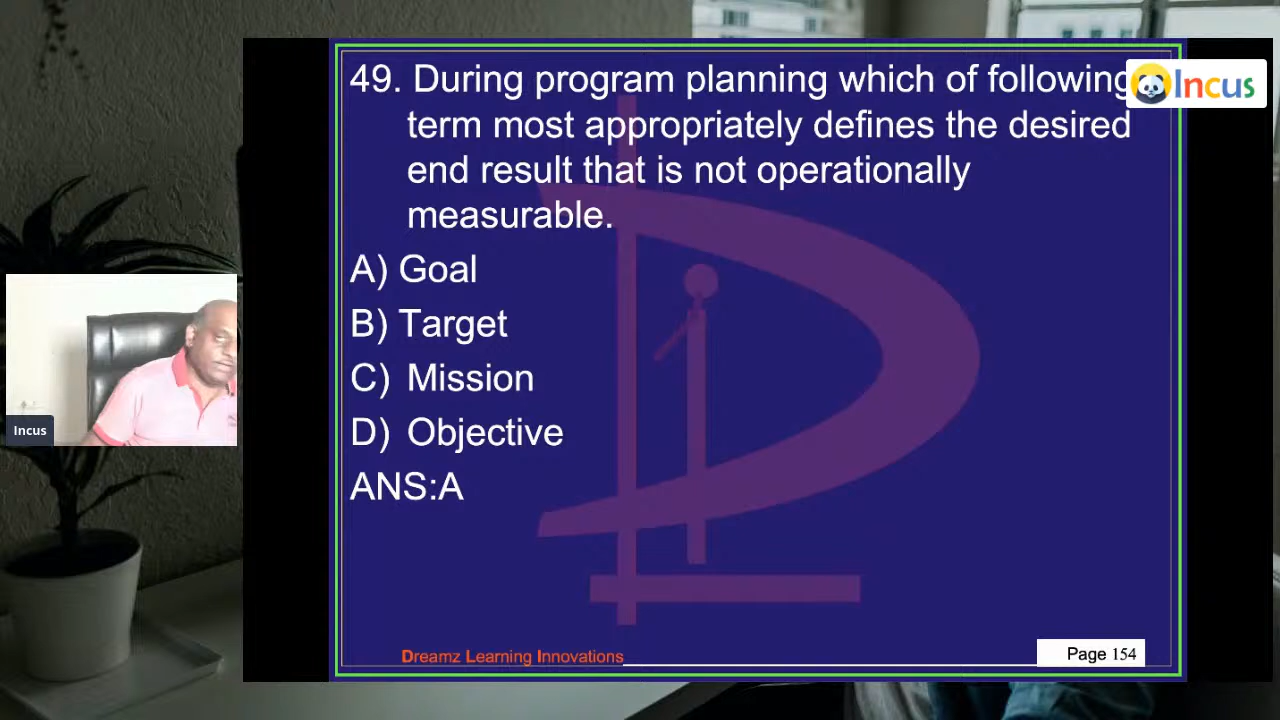 49. During program planning which of following
term most appropriately defines the desired
end result that is not operationally
measurable.
A) Goal
B) Target
C) Mission
D) Objective
ANS:A
Incus
Incus
Dreamz Learning Innovations
Page 154